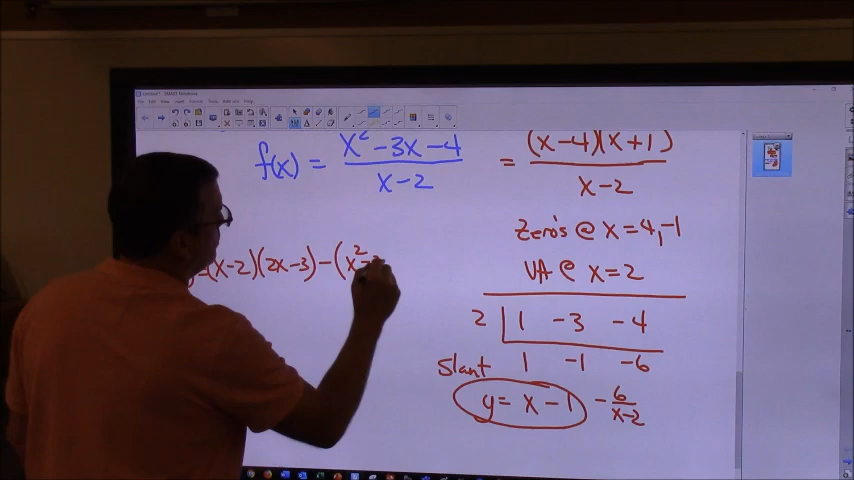 f(x) = x² - 3x - 4 / x - 2 = (x - 4)(x + 1) / x - 2
Zero's @ x = 4, -1
VA @ x = 2
= (x - 2)(2x - 3) - (x²
2 | 1 -3 -4
Slant 1 -1 -6
y = x - 1 - 6 / x - 2